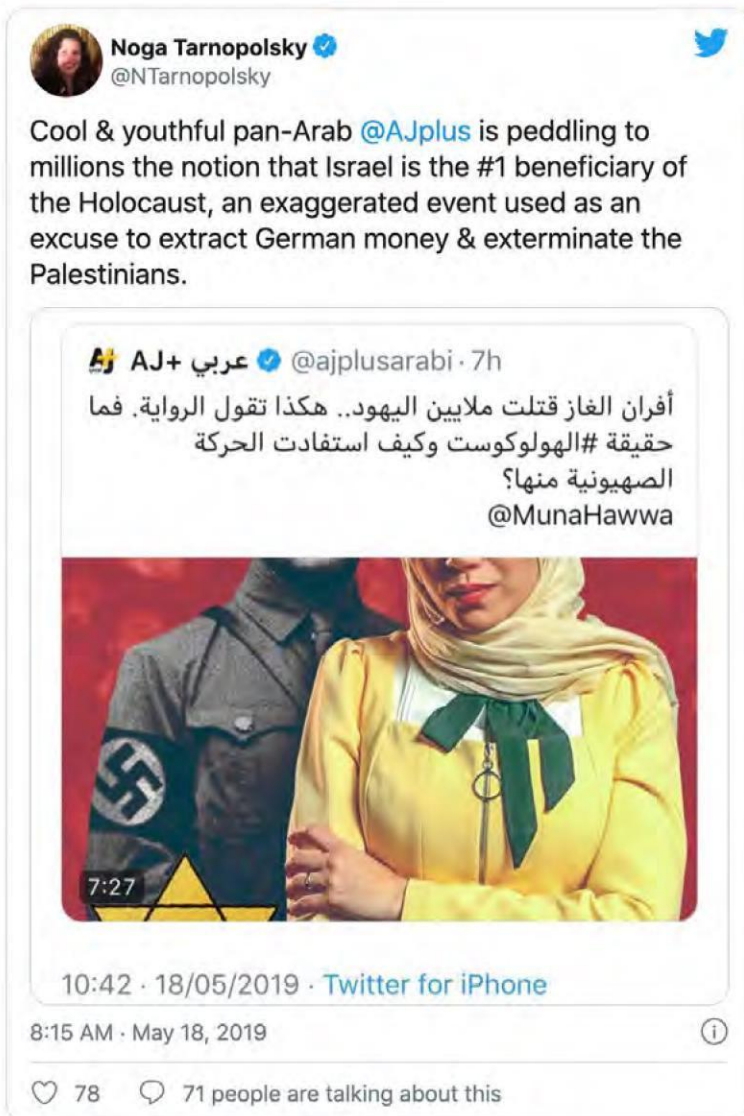 Noga Tarnopolsky
@NTarnopolsky
Cool & youthful pan-Arab @AJplus is peddling to
millions the notion that Israel is the #1 beneficiary of
the Holocaust, an exaggerated event used as an
excuse to extract German money & exterminate the
Palestinians.
AJ+ عربي @ajplusarabi · 7h
أفران الغاز قتلت ملايين اليهود.. هكذا تقول الرواية. فما
حقيقة #الهولوكوست وكيف استفادت الحركة
الصهيونية منها؟
@MunaHawwa
7:27
10:42 · 18/05/2019 · Twitter for iPhone
8:15 AM · May 18, 2019
78 71 people are talking about this